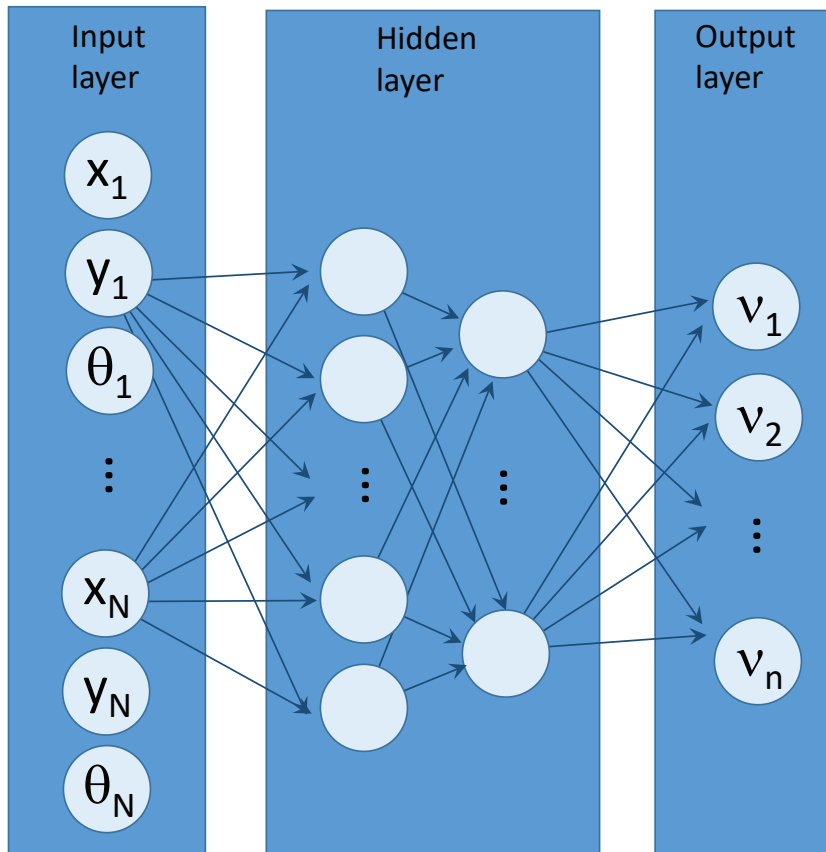 Input
layer
Hidden
layer
Output
layer
x1
y1
θ1
⋮
xN
yN
θN
⋮
⋮
ν1
ν2
⋮
νn